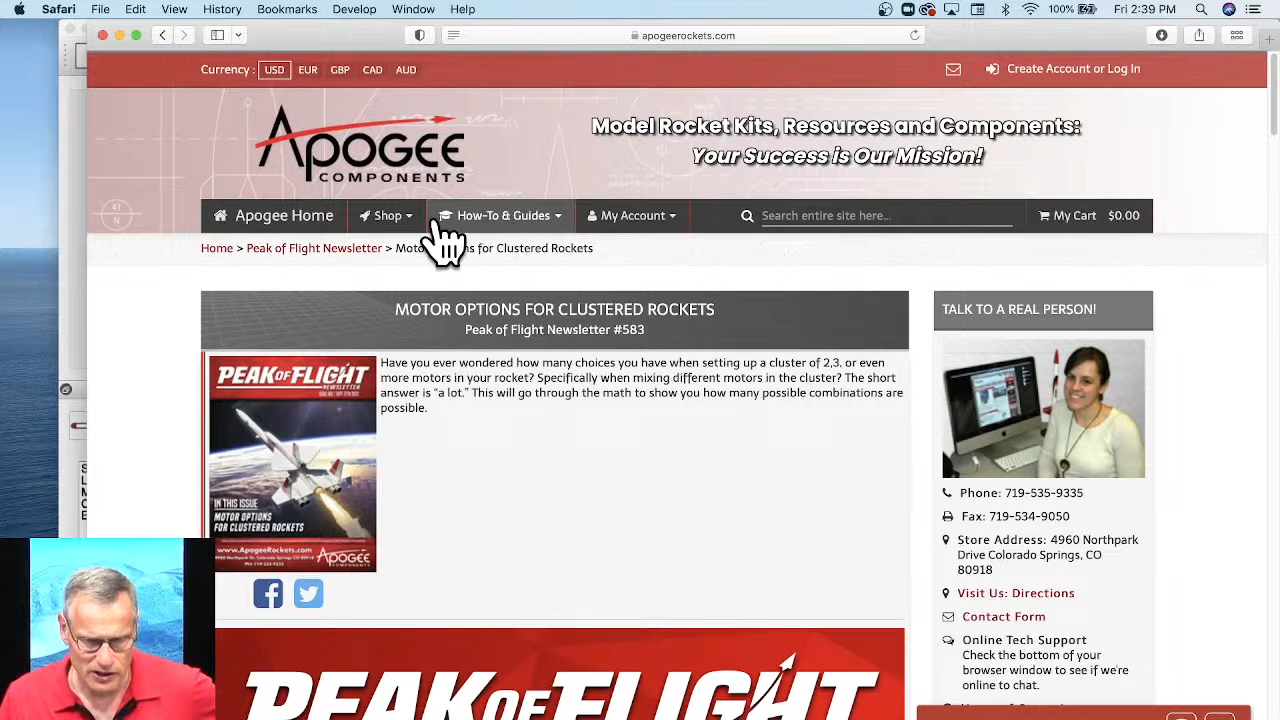 Safari File Edit View History Develop Window Help 100% Fri 2:39 PM
apogeerockets.com
Currency : USD EUR GBP CAD AUD Create Account or Log In
APOGEE
COMPONENTS
Model Rocket Kits, Resources and Components:
Your Success is Our Mission!
41
N
Apogee Home Shop How-To & Guides My Account Search entire site here... My Cart $0.00
Home > Peak of Flight Newsletter > Moto ns for Clustered Rockets
MOTOR OPTIONS FOR CLUSTERED ROCKETS
Peak of Flight Newsletter #583
PEAK OF FLIGHT
NEWSLETTER
IN THIS ISSUE
MOTOR OPTIONS
FOR CLUSTERED ROCKETS
www.ApogeeRockets.com
APOGEE
COMPONENTS
Have you ever wondered how many choices you have when setting up a cluster of 2,3, or even
more motors in your rocket? Specifically when mixing different motors in the cluster? The short
answer is “a lot.” This will go through the math to show you how many possible combinations are
possible.
PEAK OF FLIGHT
TALK TO A REAL PERSON!
Phone: 719-535-9335
Fax: 719-534-9050
Store Address: 4960 Northpark
Drive Colorado Springs, CO
80918
Visit Us: Directions
Contact Form
Online Tech Support
Check the bottom of your
browser window to see if we're
online to chat.